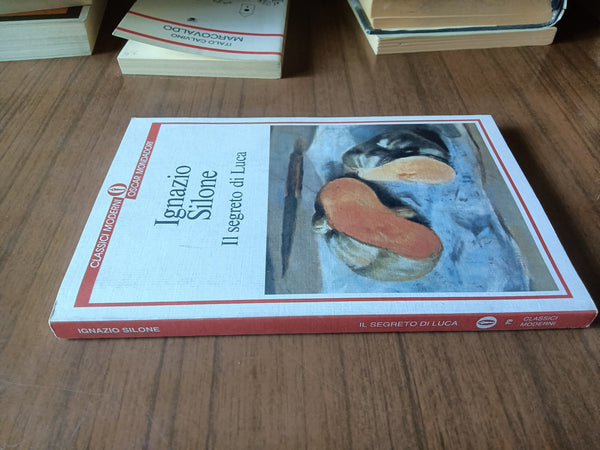 CLASSICI MODERNI
OSCAR MONDADORI
Ignazio
Silone
Il segreto di Luca
IGNAZIO SILONE
IL SEGRETO DI LUCA
CLASSICI
MODERNI
ITALO CALVINO
MARCOVALDO